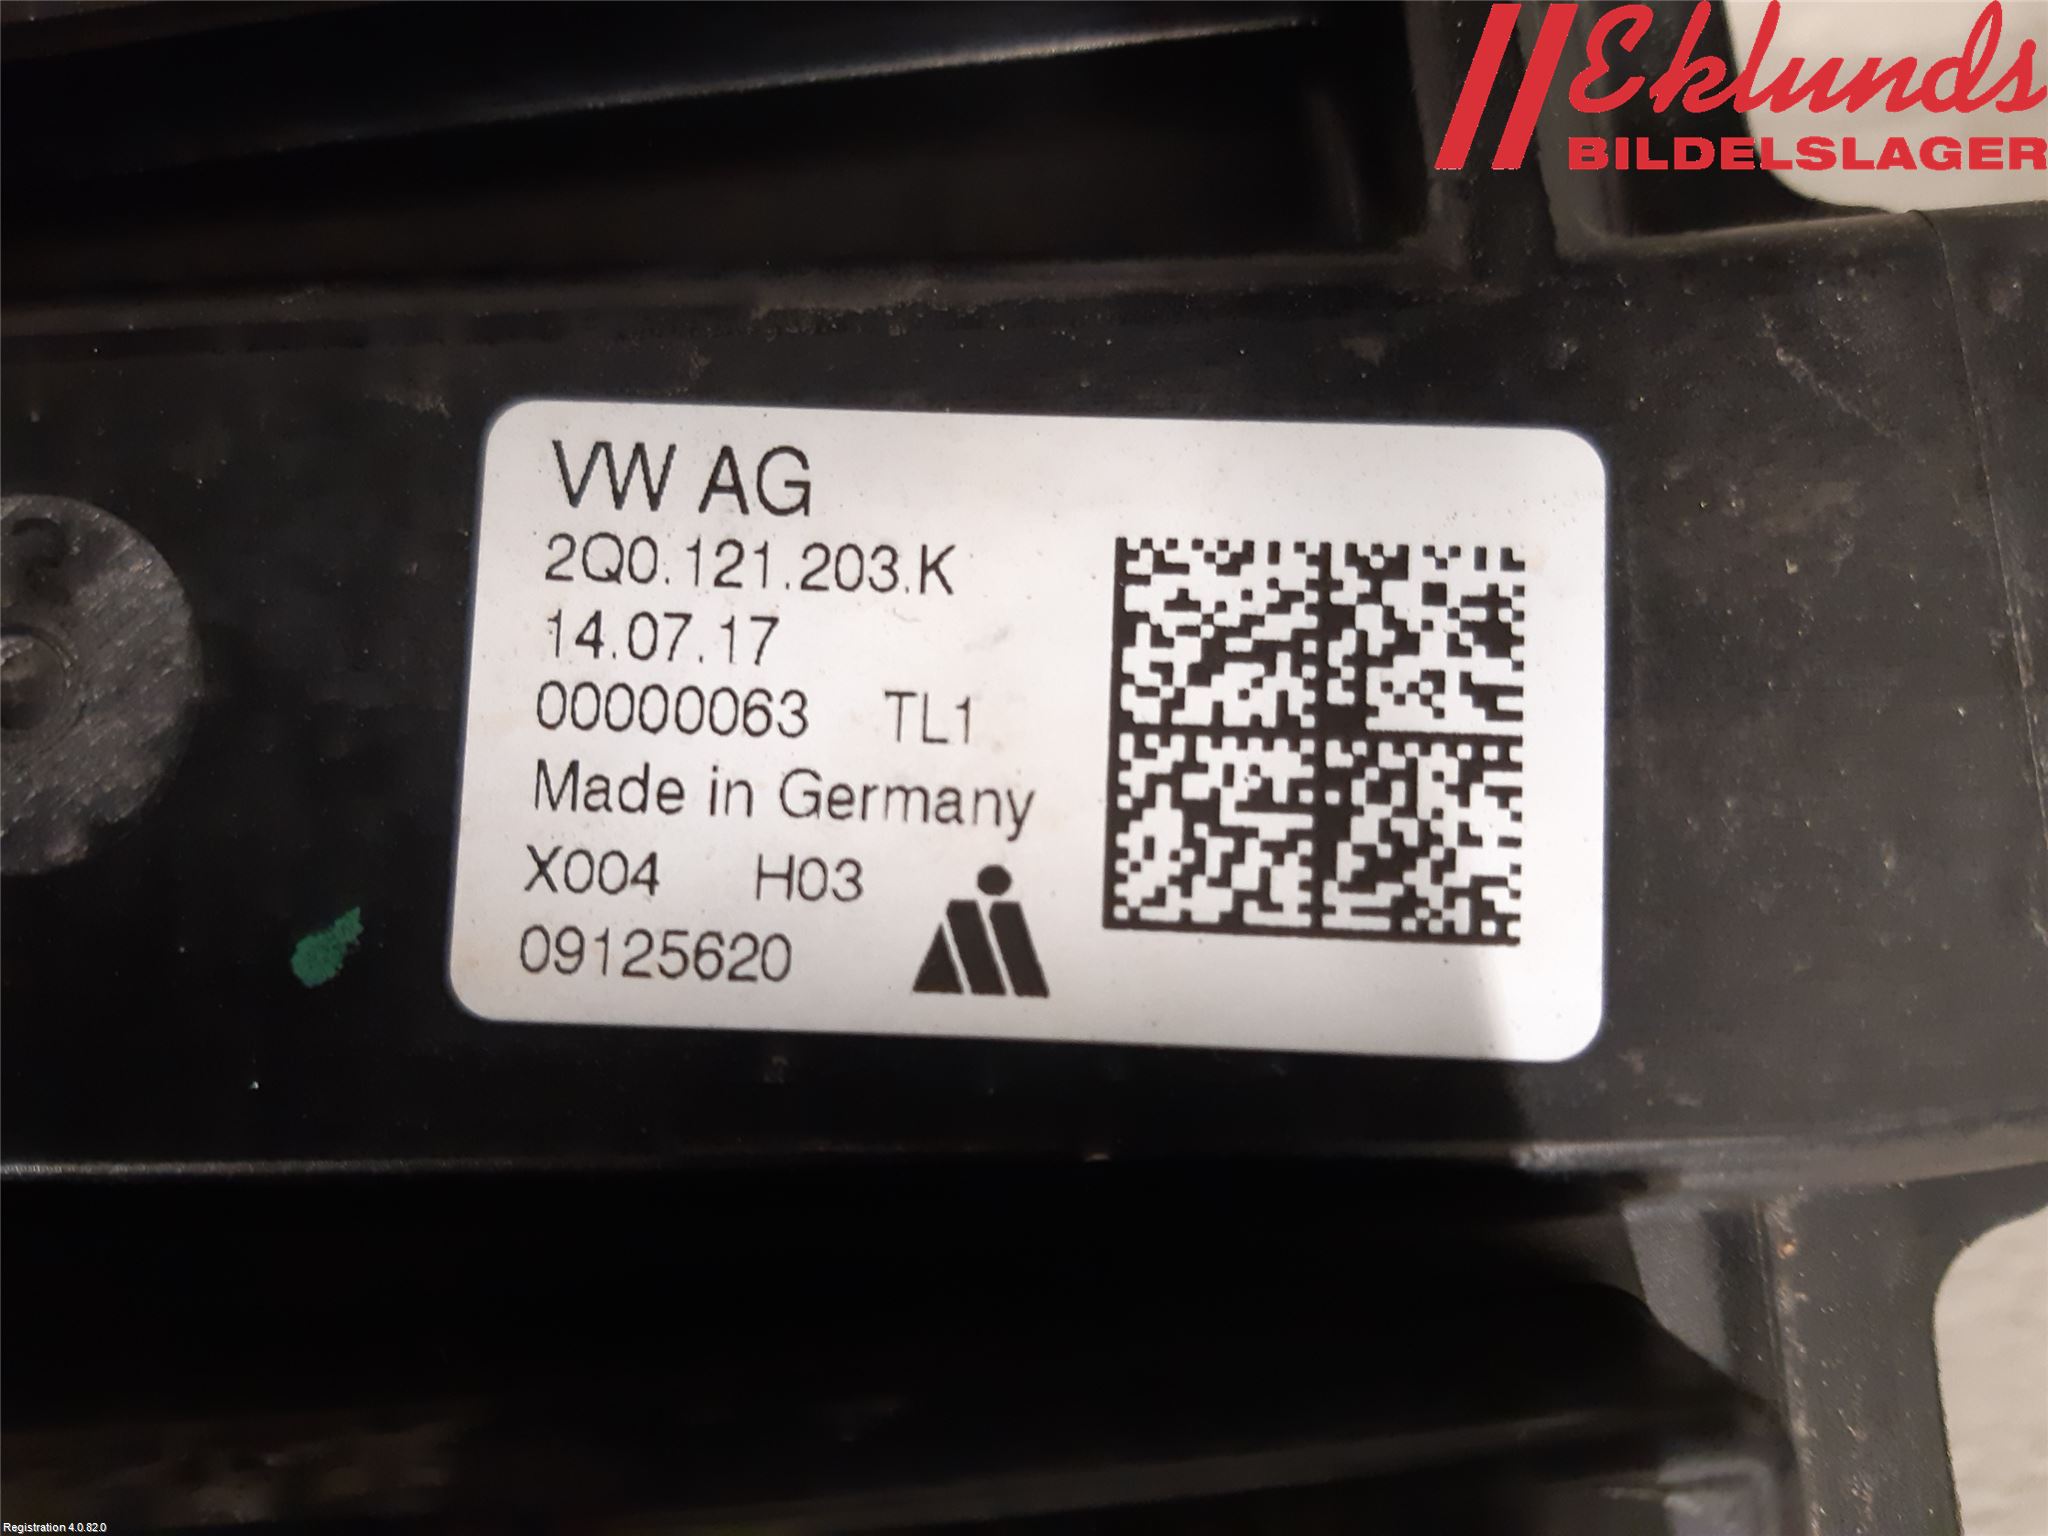 Eklunds
BILDELSLAGER
VW AG
2Q0.121.203.K
14.07.17
00000063 TL1
Made in Germany
X004 H03
09125620
Registration 4.0.82.0